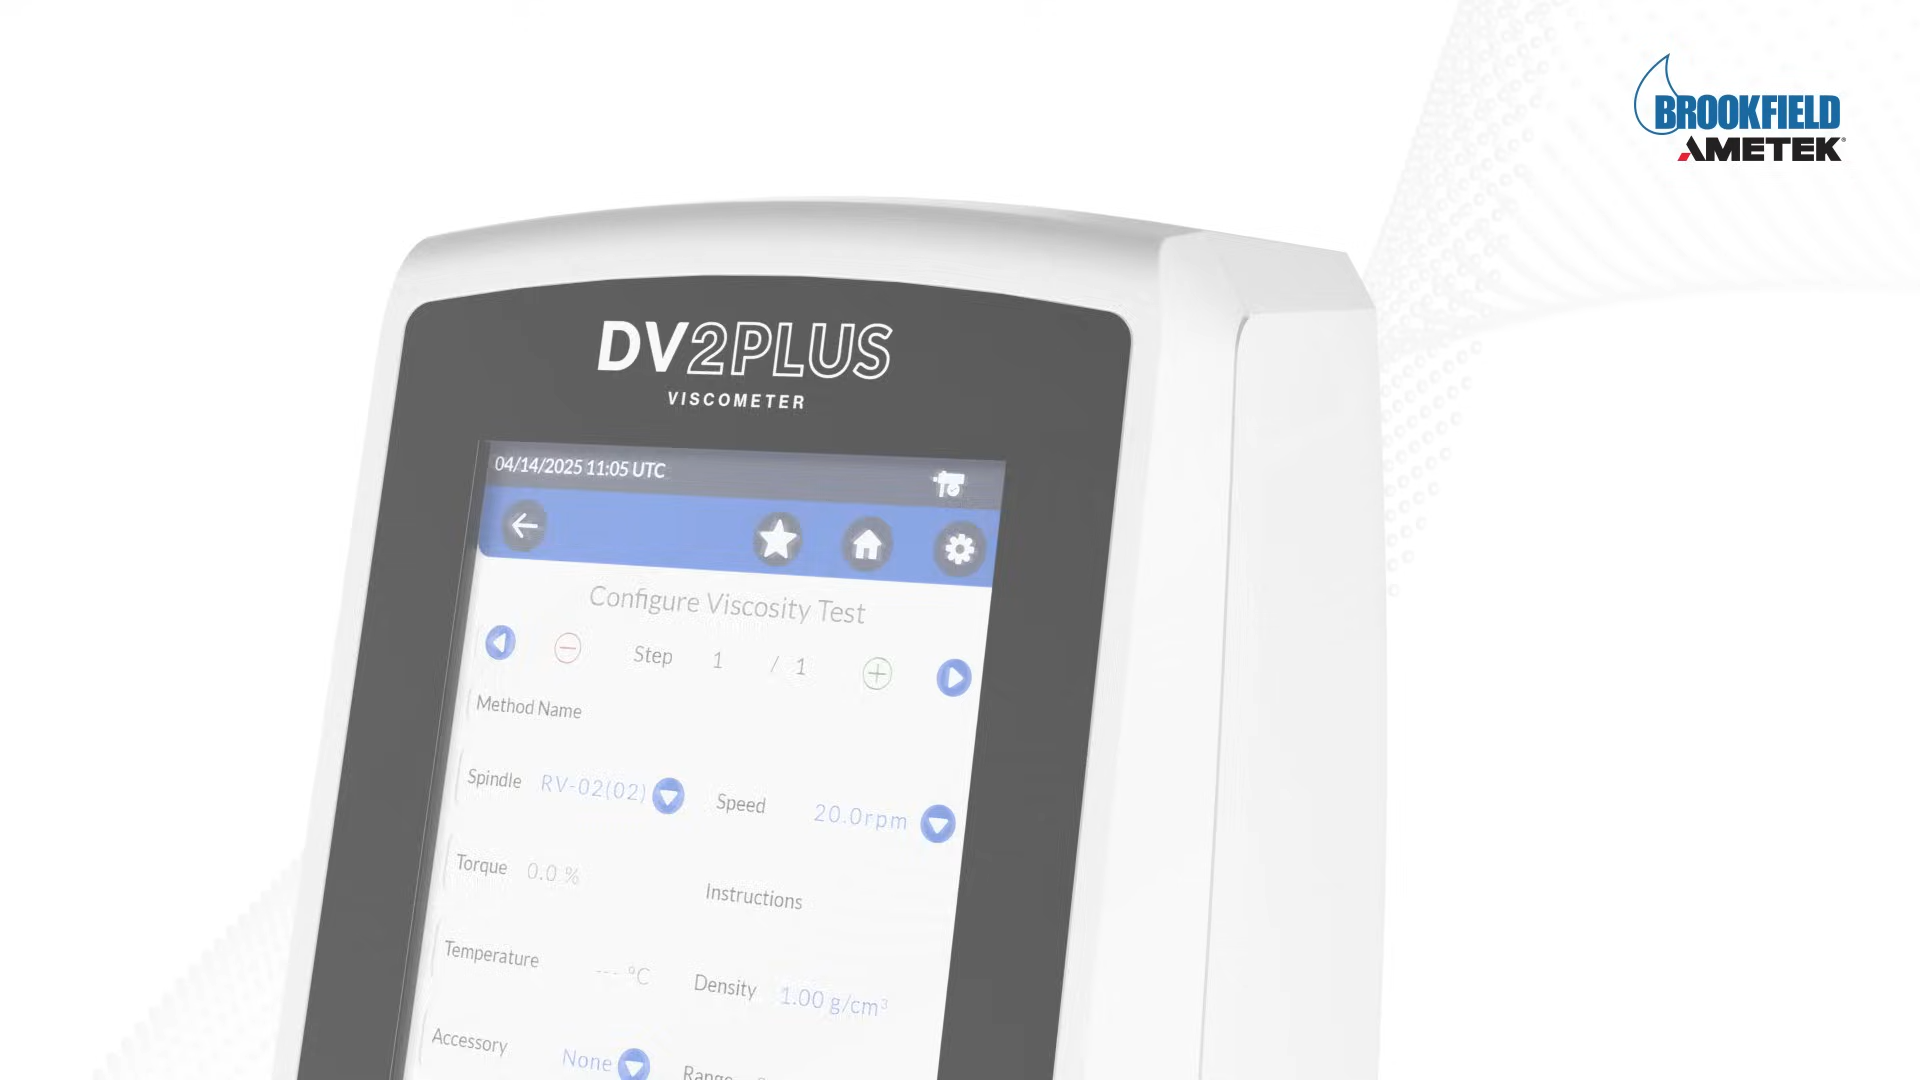 BROOKFIELD
AMETEK
DV2PLUS
VISCOMETER
04/14/2025 11:05 UTC
Configure Viscosity Test
Step 1 / 1
Method Name
Spindle RV-02(02) Speed 20.0rpm
Torque 0.0 % Instructions
Temperature --- °C Density 1.00 g/cm³
Accessory None Range